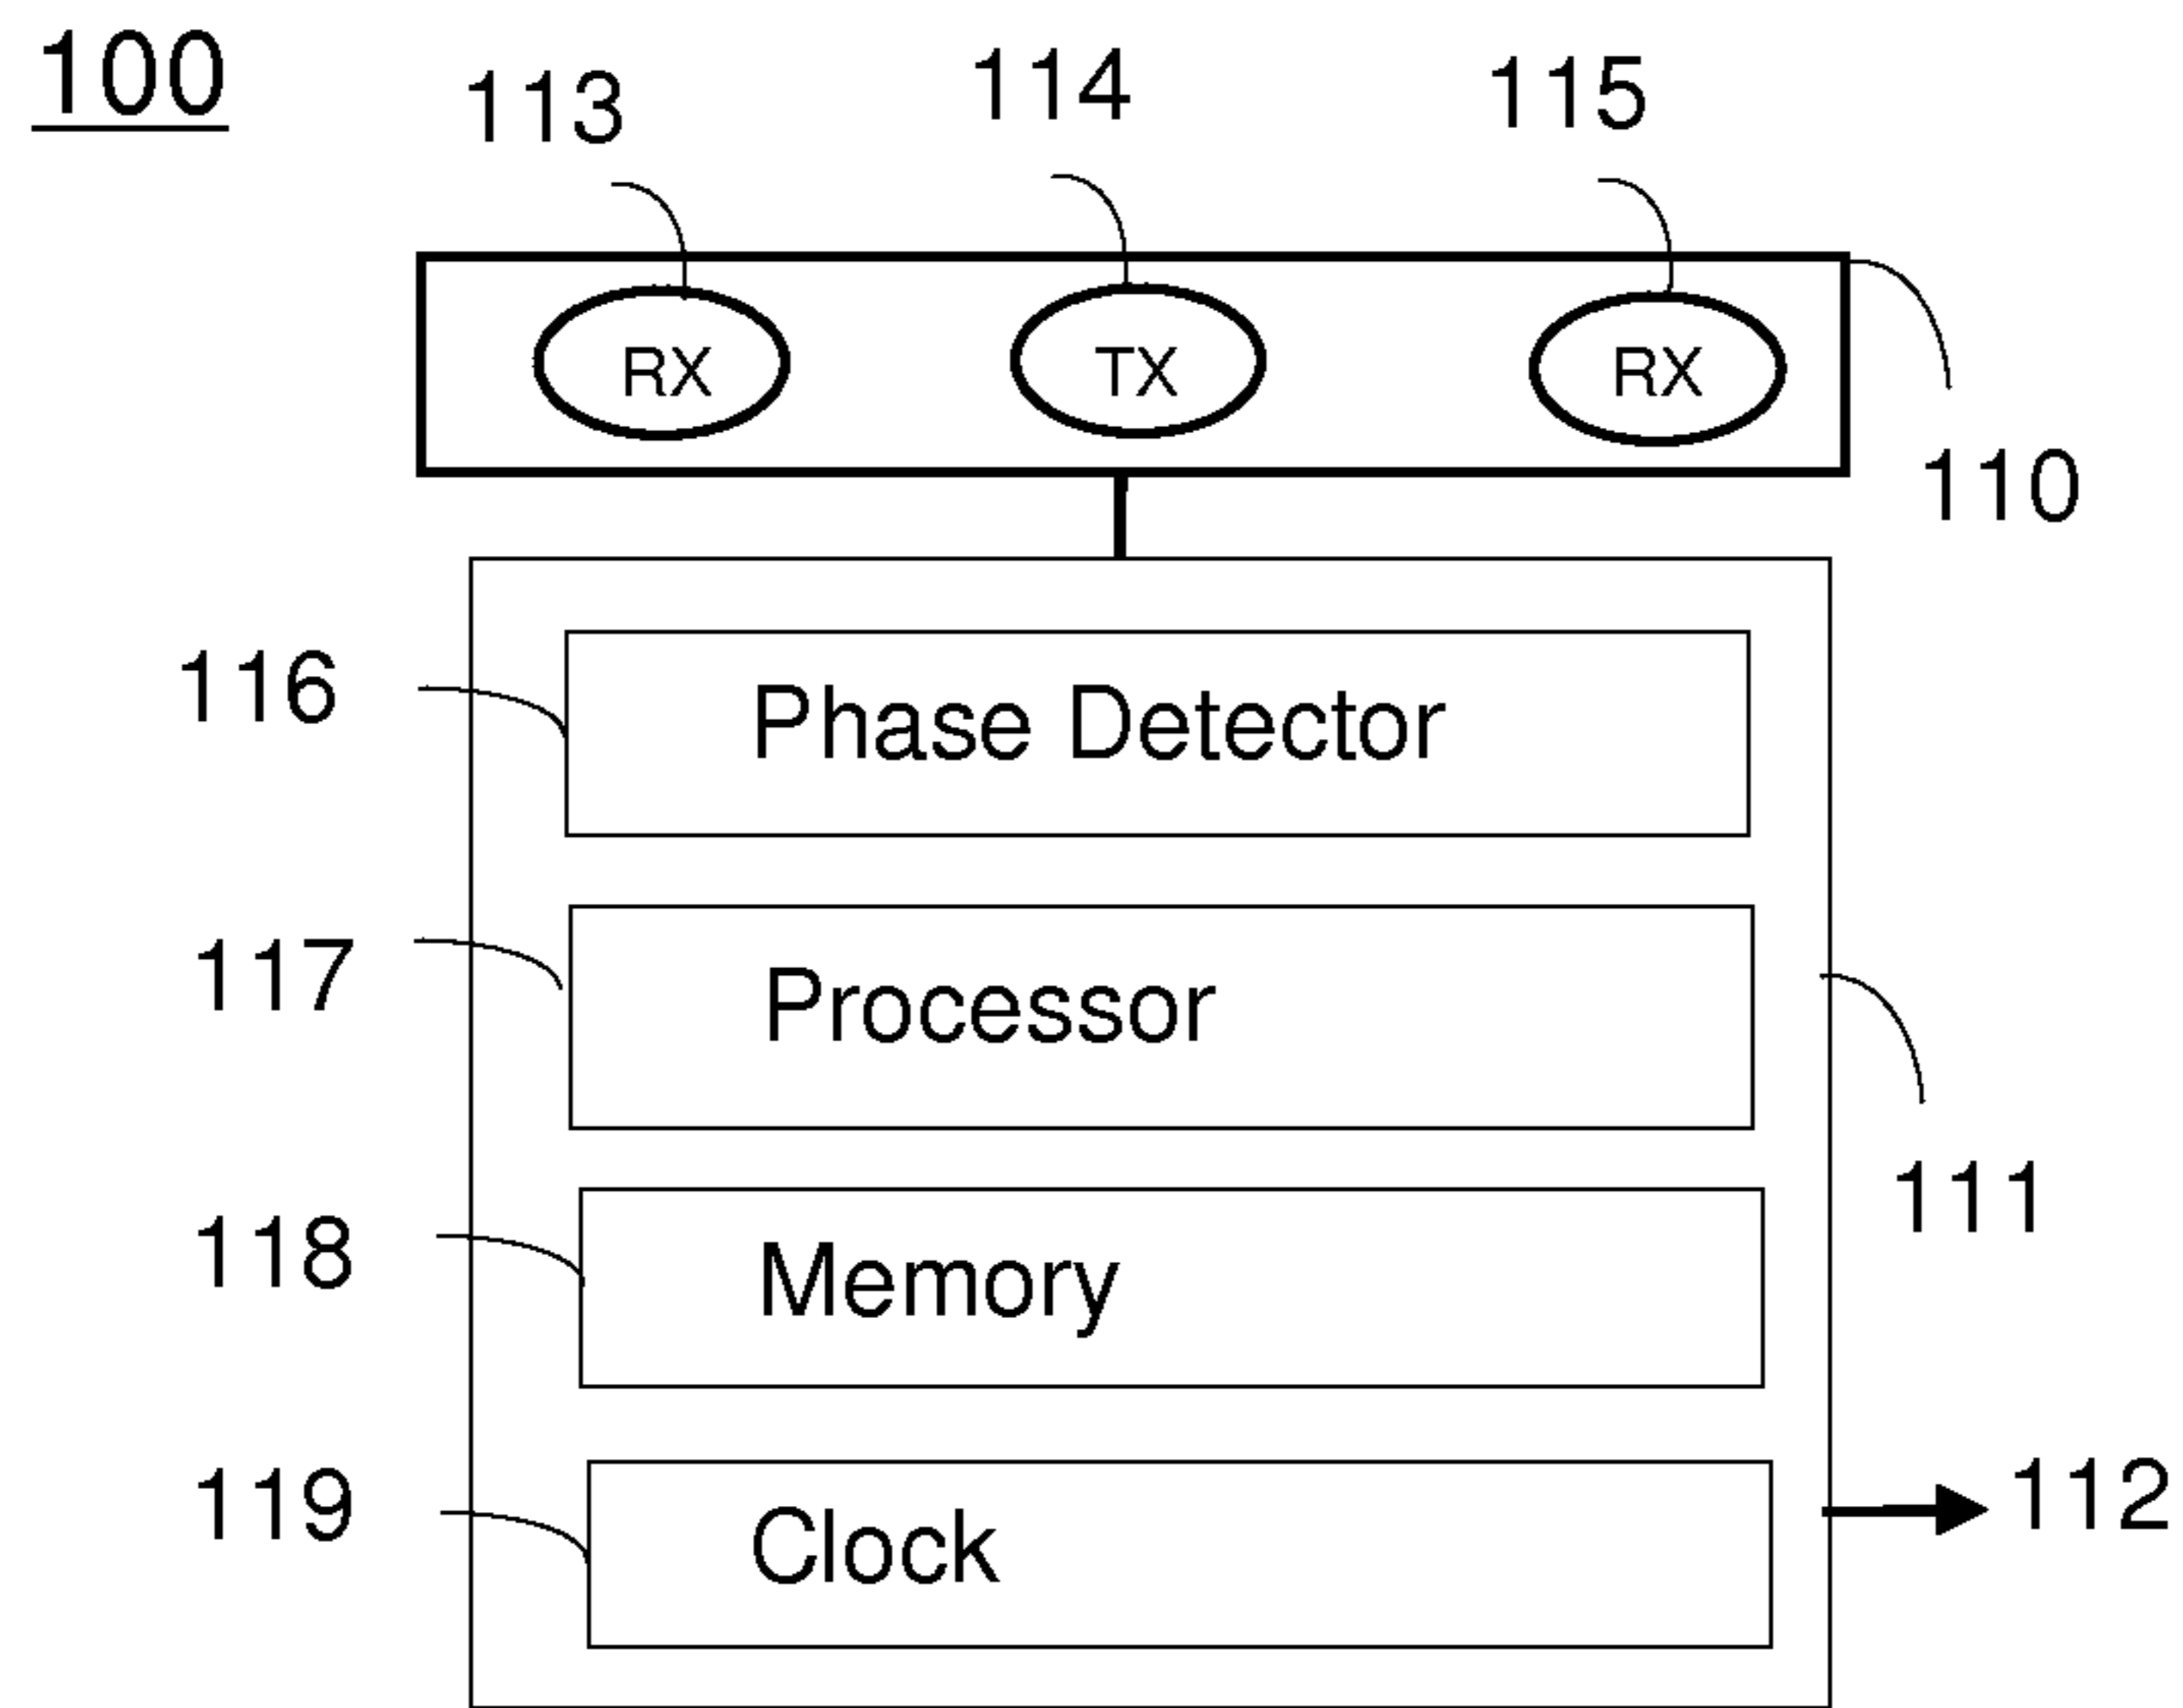 100
113 114 115
RX TX RX
110
116 Phase Detector
117 Processor
111
118 Memory
119 Clock 112